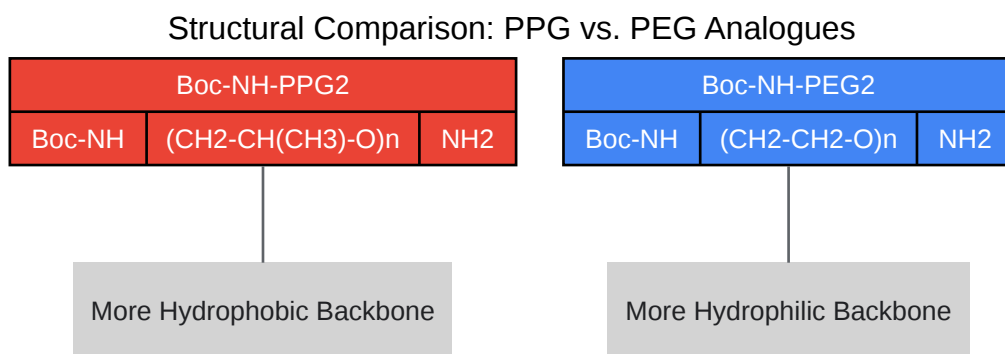 Structural Comparison: PPG vs. PEG Analogues
Boc-NH-PPG2
Boc-NH (CH2-CH(CH3)-O)n NH2
More Hydrophobic Backbone
Boc-NH-PEG2
Boc-NH (CH2-CH2-O)n NH2
More Hydrophilic Backbone